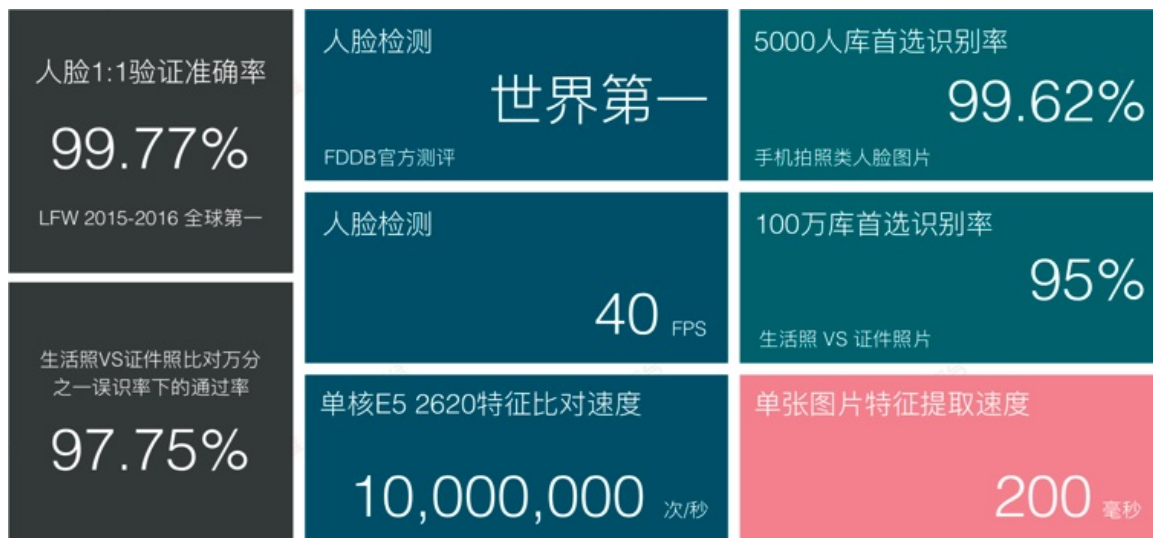 人脸1:1验证准确率
99.77%
LFW 2015-2016 全球第一
生活照VS证件照比对万分
之一误识率下的通过率
97.75%
人脸检测
世界第一
FDDB官方测评
人脸检测
40 FPS
单核E5 2620特征比对速度
10,000,000 次/秒
5000人库首选识别率
99.62%
手机拍照类人脸图片
100万库首选识别率
95%
生活照 VS 证件照片
单张图片特征提取速度
200 毫秒